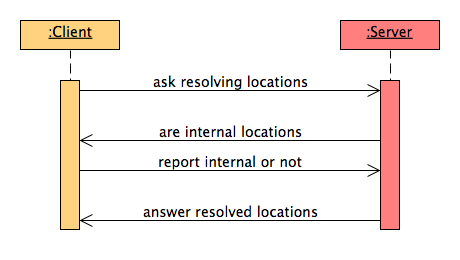 :Client
:Server
ask resolving locations
are internal locations
report internal or not
answer resolved locations